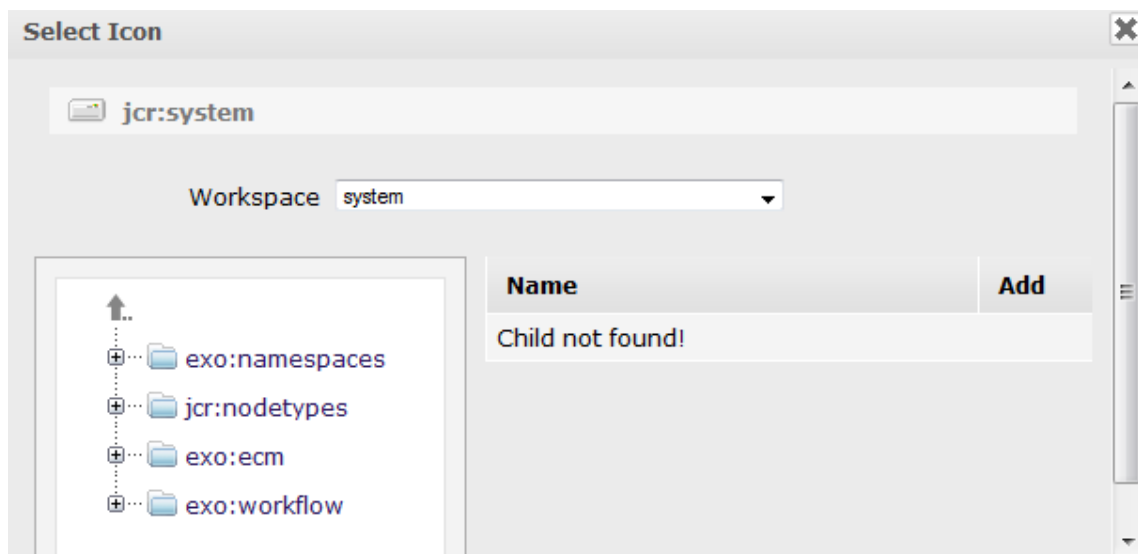 Select Icon
jcr:system
Workspace system
Name Add
Child not found!
exo:namespaces
jcr:nodetypes
exo:ecm
exo:workflow